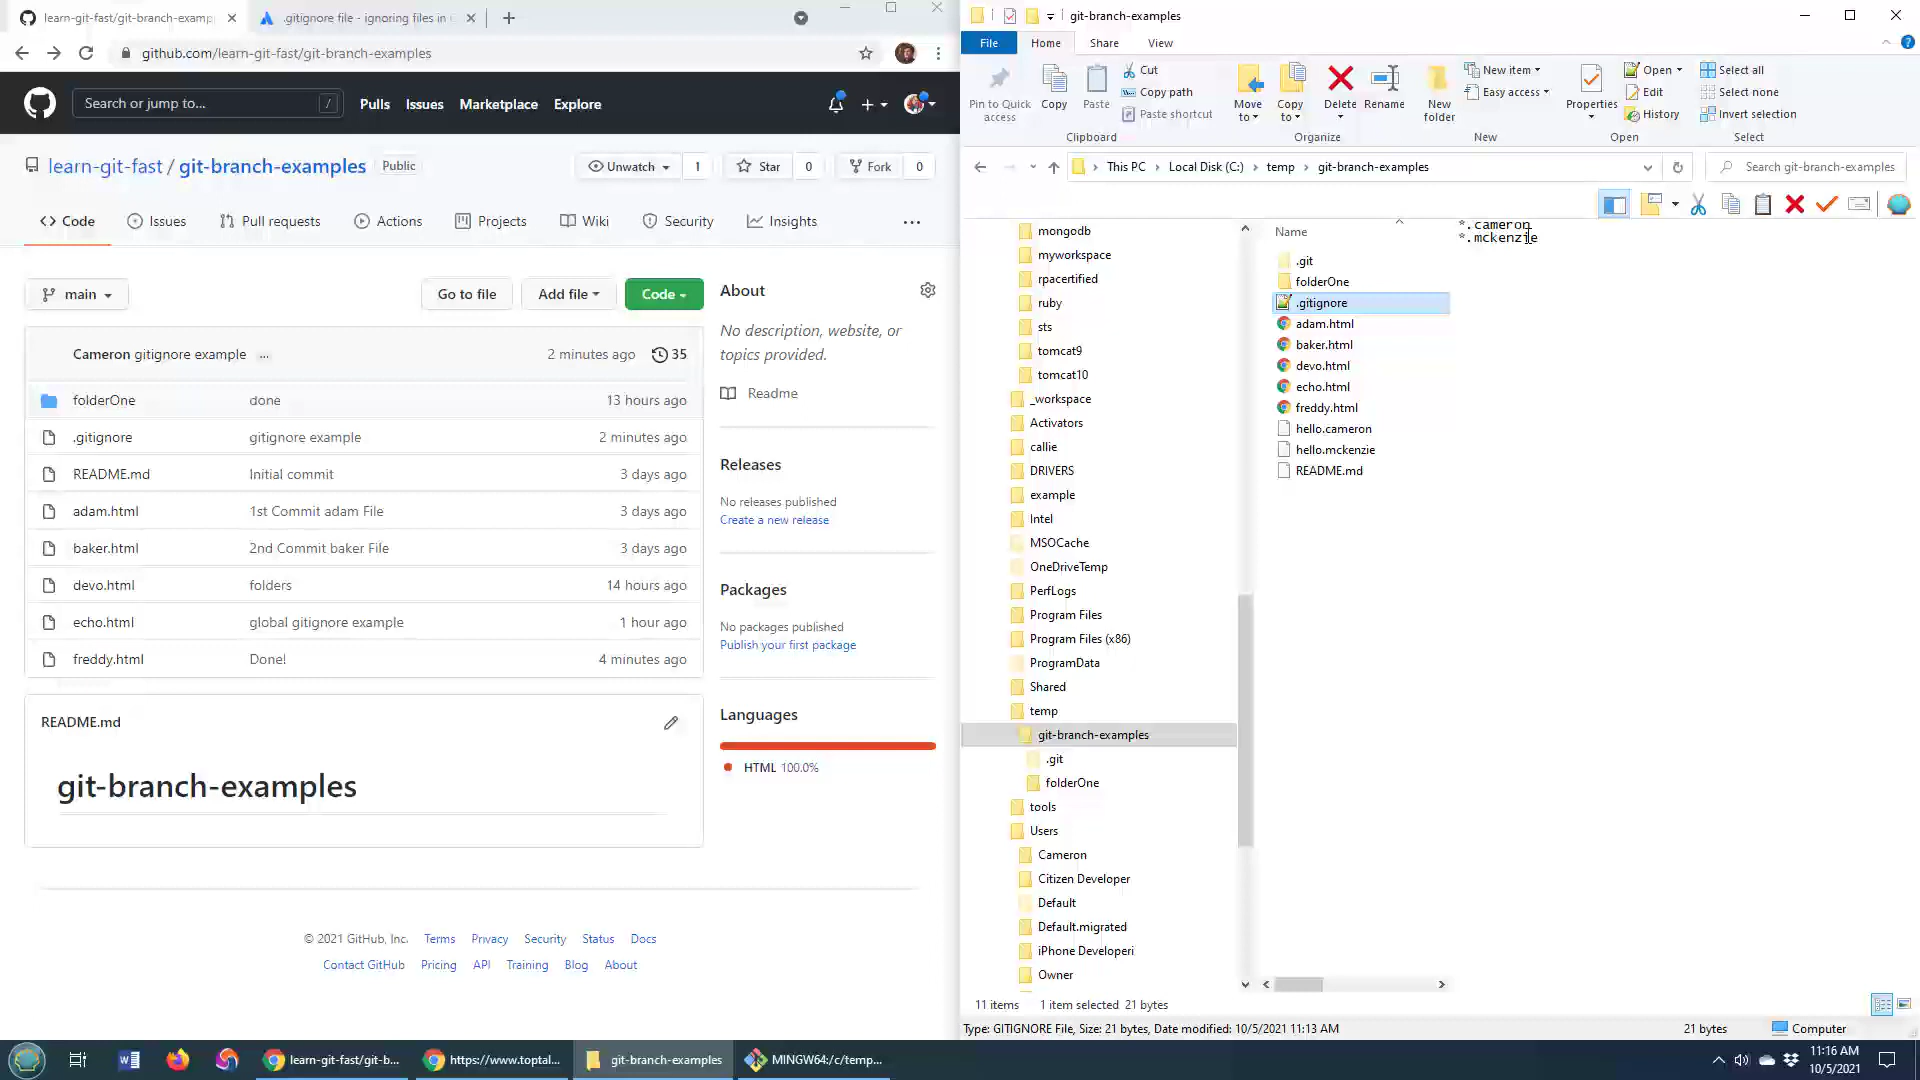 learn-git-fast/git-branch-examp
.gitignore file - ignoring files in
github.com/learn-git-fast/git-branch-examples
Search or jump to...
/
Pulls
Issues
Marketplace
Explore
learn-git-fast / git-branch-examples
Public
Unwatch
1
Star
0
Fork
0
Code
Issues
Pull requests
Actions
Projects
Wiki
Security
Insights
main
Go to file
Add file
Code
Cameron gitignore example
2 minutes ago
35
folderOne
done
13 hours ago
.gitignore
gitignore example
2 minutes ago
README.md
Initial commit
3 days ago
adam.html
1st Commit adam File
3 days ago
baker.html
2nd Commit baker File
3 days ago
devo.html
folders
14 hours ago
echo.html
global gitignore example
1 hour ago
freddy.html
Done!
4 minutes ago
README.md
git-branch-examples
About
No description, website, or
topics provided.
Readme
Releases
No releases published
Create a new release
Packages
No packages published
Publish your first package
Languages
HTML 100.0%
© 2021 GitHub, Inc.
Terms
Privacy
Security
Status
Docs
Contact GitHub
Pricing
API
Training
Blog
About
git-branch-examples
File
Home
Share
View
Pin to Quick
access
Copy
Paste
Cut
Copy path
Paste shortcut
Clipboard
Move
to
Copy
to
Delete
Rename
Organize
New
folder
New item
Easy access
New
Properties
Open
Edit
History
Open
Select all
Select none
Invert selection
Select
This PC
Local Disk (C:)
temp
git-branch-examples
Search git-branch-examples
mongodb
myworkspace
rpacertified
ruby
sts
tomcat9
tomcat10
_workspace
Activators
callie
DRIVERS
example
Intel
MSOCache
OneDriveTemp
PerfLogs
Program Files
Program Files (x86)
ProgramData
Shared
temp
git-branch-examples
.git
folderOne
tools
Users
Cameron
Citizen Developer
Default
Default.migrated
iPhone Developeri
Owner
Name
.git
folderOne
.gitignore
adam.html
baker.html
devo.html
echo.html
freddy.html
hello.cameron
hello.mckenzie
README.md
*.cameron
*.mckenzie
11 items
1 item selected 21 bytes
Type: GITIGNORE File, Size: 21 bytes, Date modified: 10/5/2021 11:13 AM
21 bytes
Computer
learn-git-fast/git-b...
https://www.toptal...
git-branch-examples
MINGW64:/c/temp...
11:16 AM
10/5/2021